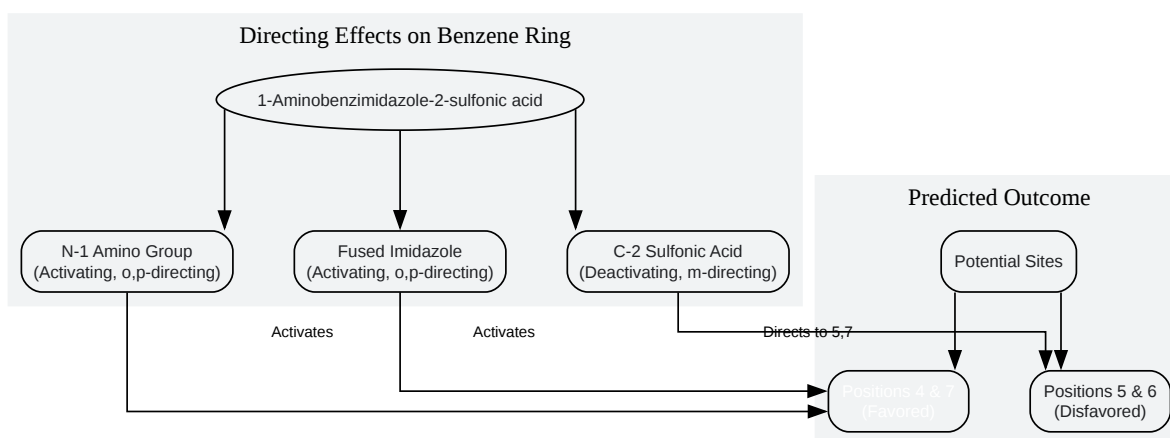 Directing Effects on Benzene Ring
1-Aminobenzimidazole-2-sulfonic acid
Predicted Outcome
N-1 Amino Group
(Activating, o,p-directing)
Fused Imidazole
(Activating, o,p-directing)
C-2 Sulfonic Acid
(Deactivating, m-directing)
Potential Sites
Activates
Activates
Directs to 5,7
Positions 4 & 7
(Favored)
Positions 5 & 6
(Disfavored)